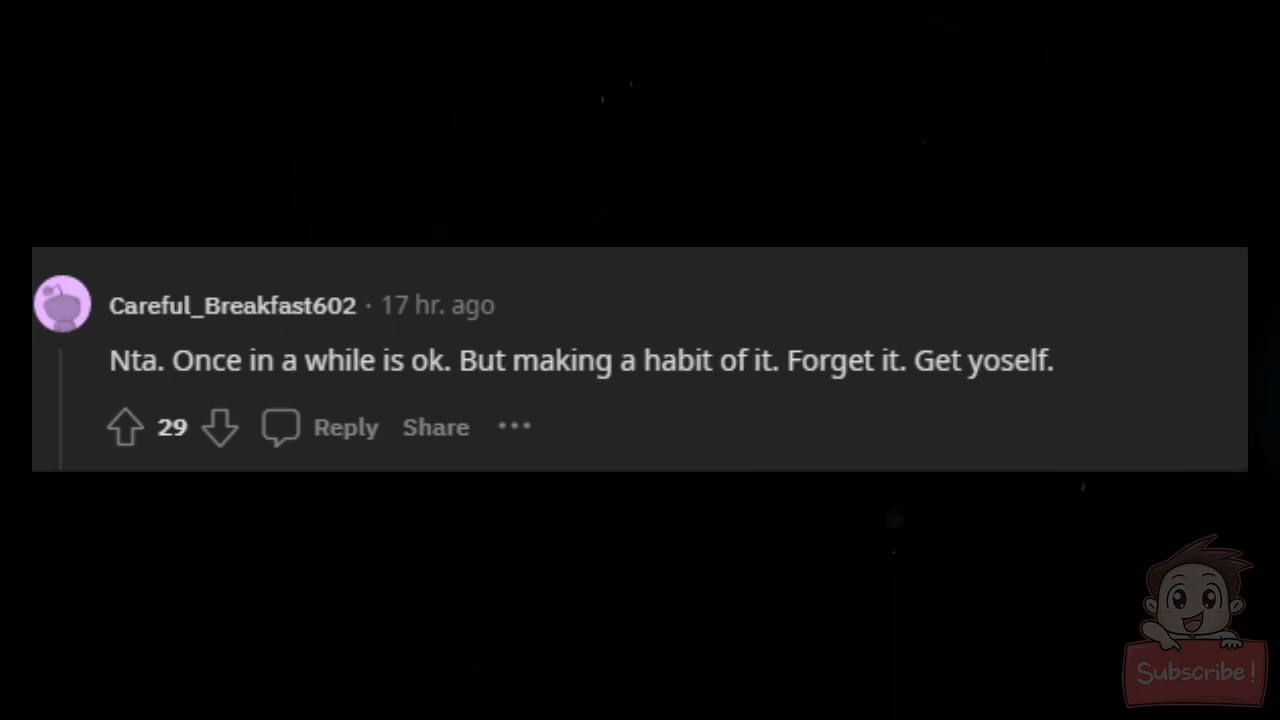 Careful_Breakfast602 · 17 hr. ago
Nta. Once in a while is ok. But making a habit of it. Forget it. Get yoself.
29 Reply Share ···
Subscribe!